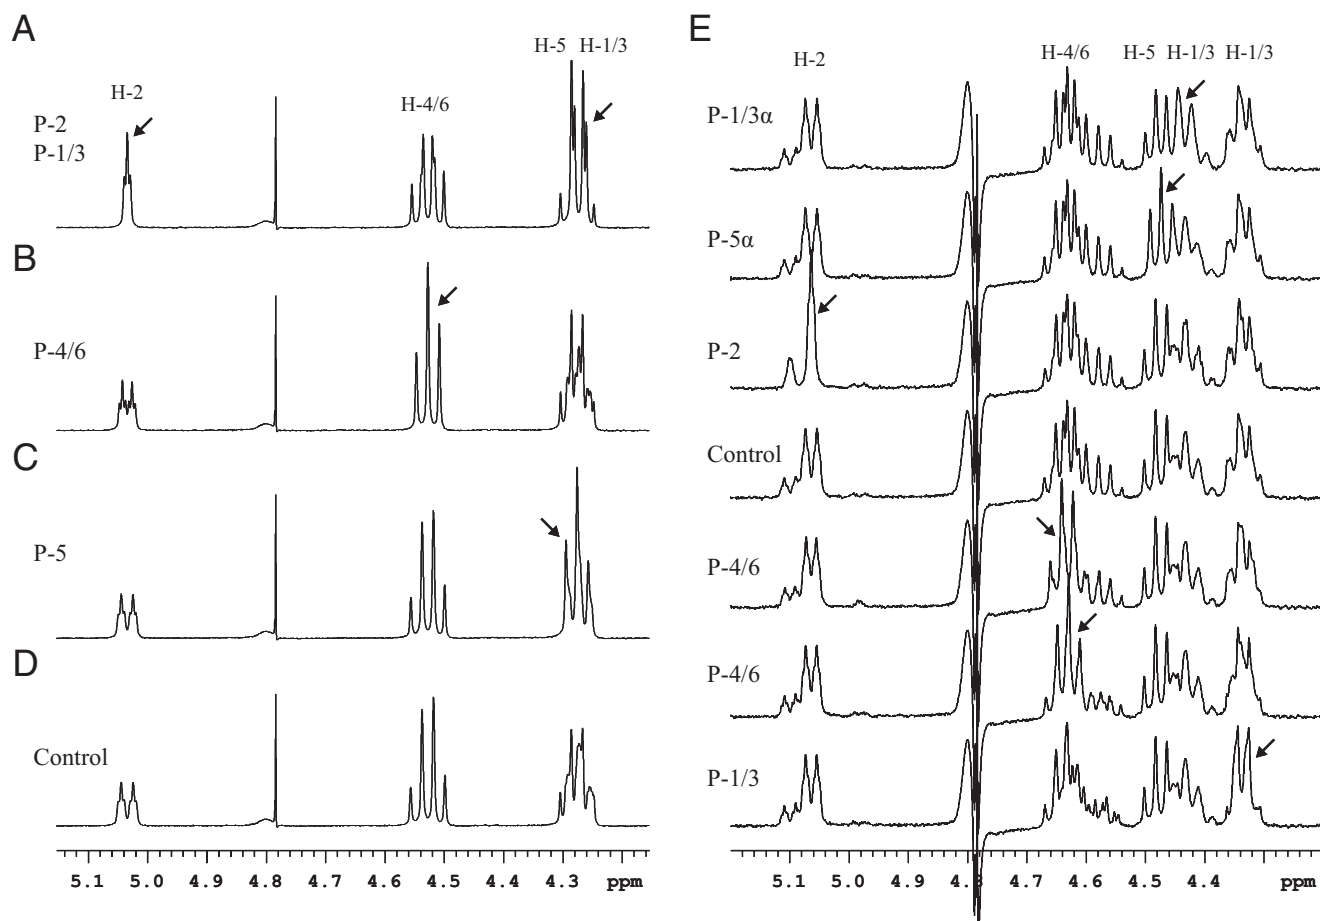 A
H-5 H-1/3
H-2
H-4/6
P-2
P-1/3
B
P-4/6
C
P-5
D
Control
5.1 5.0 4.9 4.8 4.7 4.6 4.5 4.4 4.3 ppm
E
H-2 H-4/6 H-5 H-1/3 H-1/3
P-1/3α
P-5α
P-2
Control
P-4/6
P-4/6
P-1/3
5.1 5.0 4.9 4.8 4.7 4.6 4.5 4.4 ppm